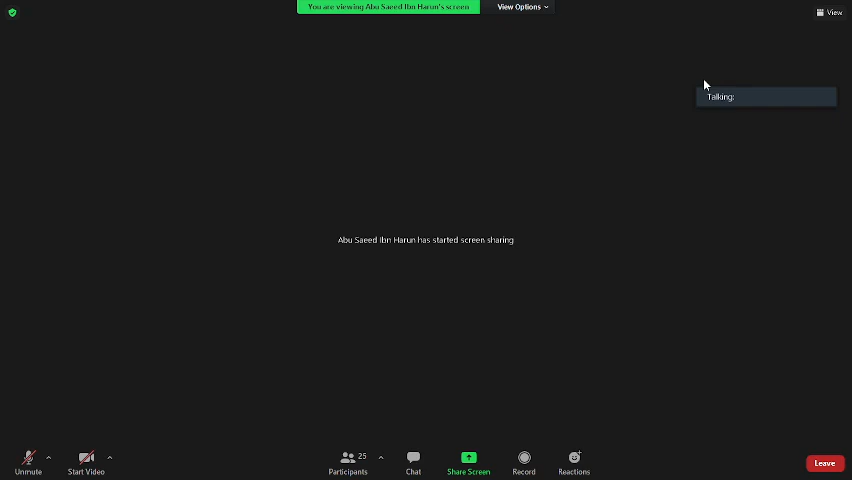 You are viewing Abu Saeed Ibn Harun's screen View Options
View
Talking:
Abu Saeed Ibn Harun has started screen sharing
25
Unmute Start Video Participants Chat Share Screen Record Reactions Leave